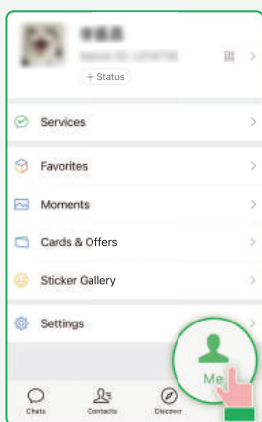 + Status
Services
Favorites
Moments
Cards & Offers
Sticker Gallery
Settings
Me
Chats
Contacts
Discover